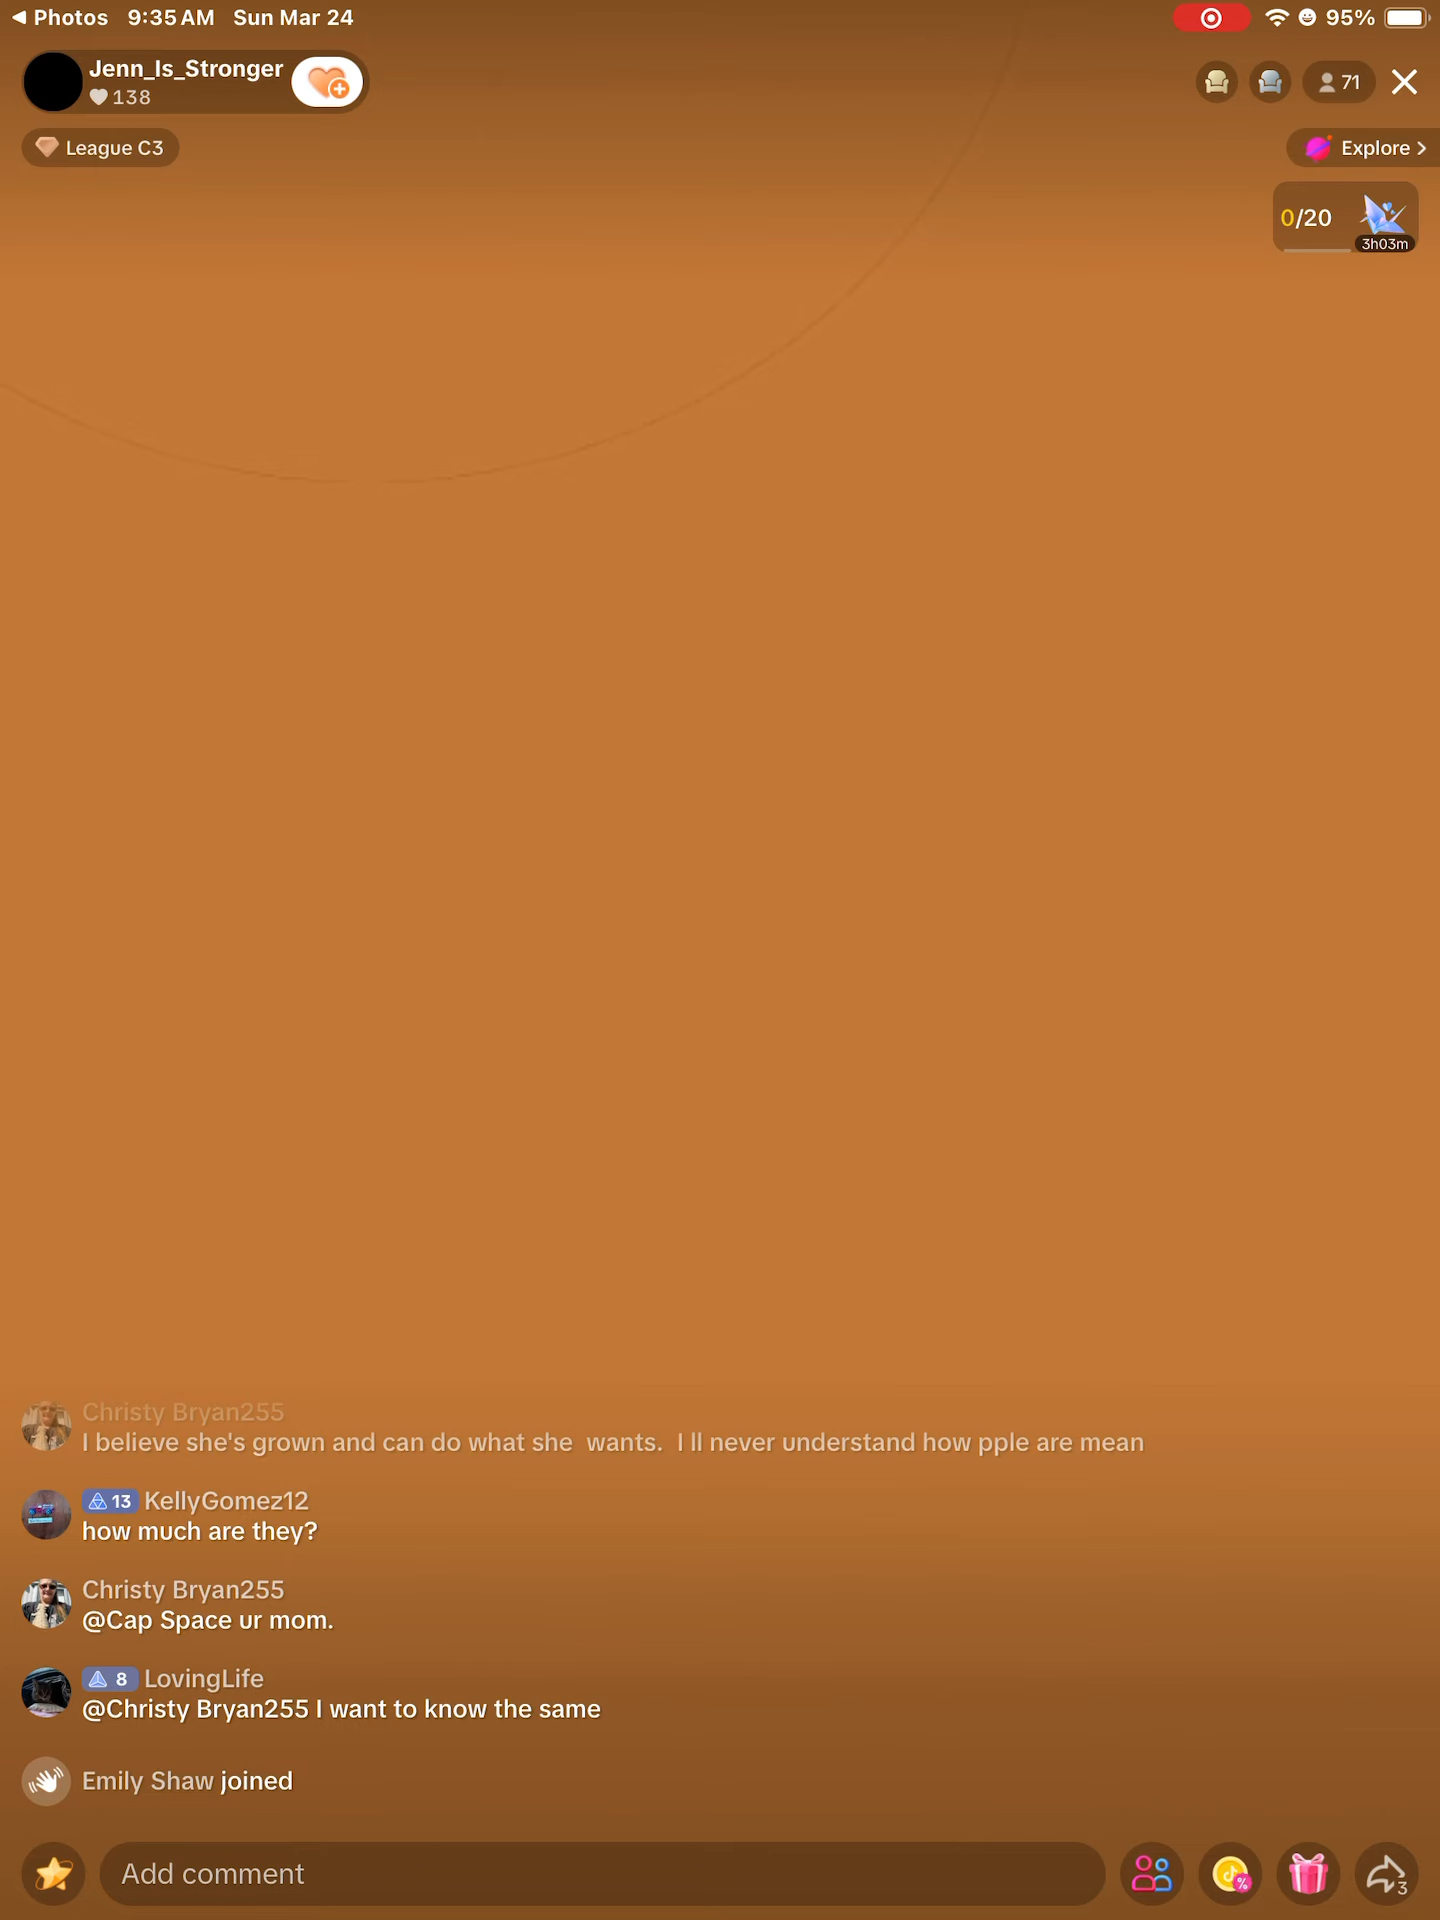 Photos 9:35 AM Sun Mar 24 95%
Jenn_Is_Stronger
138
71
League C3
Explore
0/20
3h03m
Christy Bryan255
I believe she's grown and can do what she  wants.  I ll never understand how pple are mean
13 KellyGomez12
how much are they?
Christy Bryan255
@Cap Space ur mom.
8 LovingLife
@Christy Bryan255 I want to know the same
Emily Shaw joined
Add comment
%
3